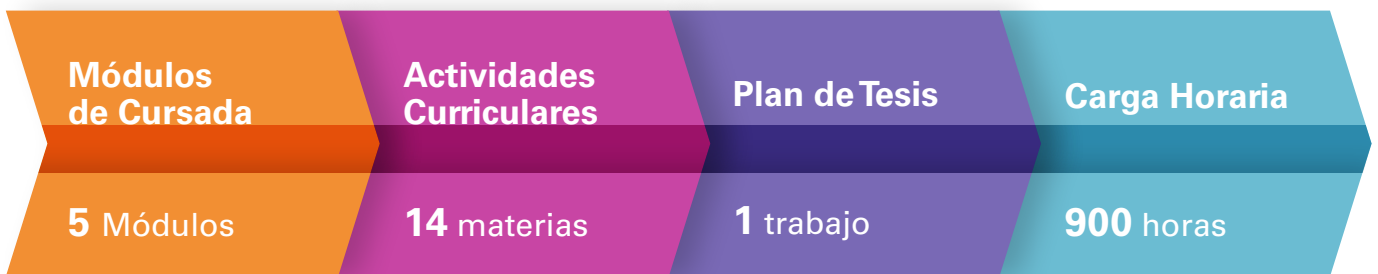 Módulos
de Cursada
5 Módulos
Actividades
Curriculares
14 materias
Plan de Tesis
1 trabajo
Carga Horaria
900 horas